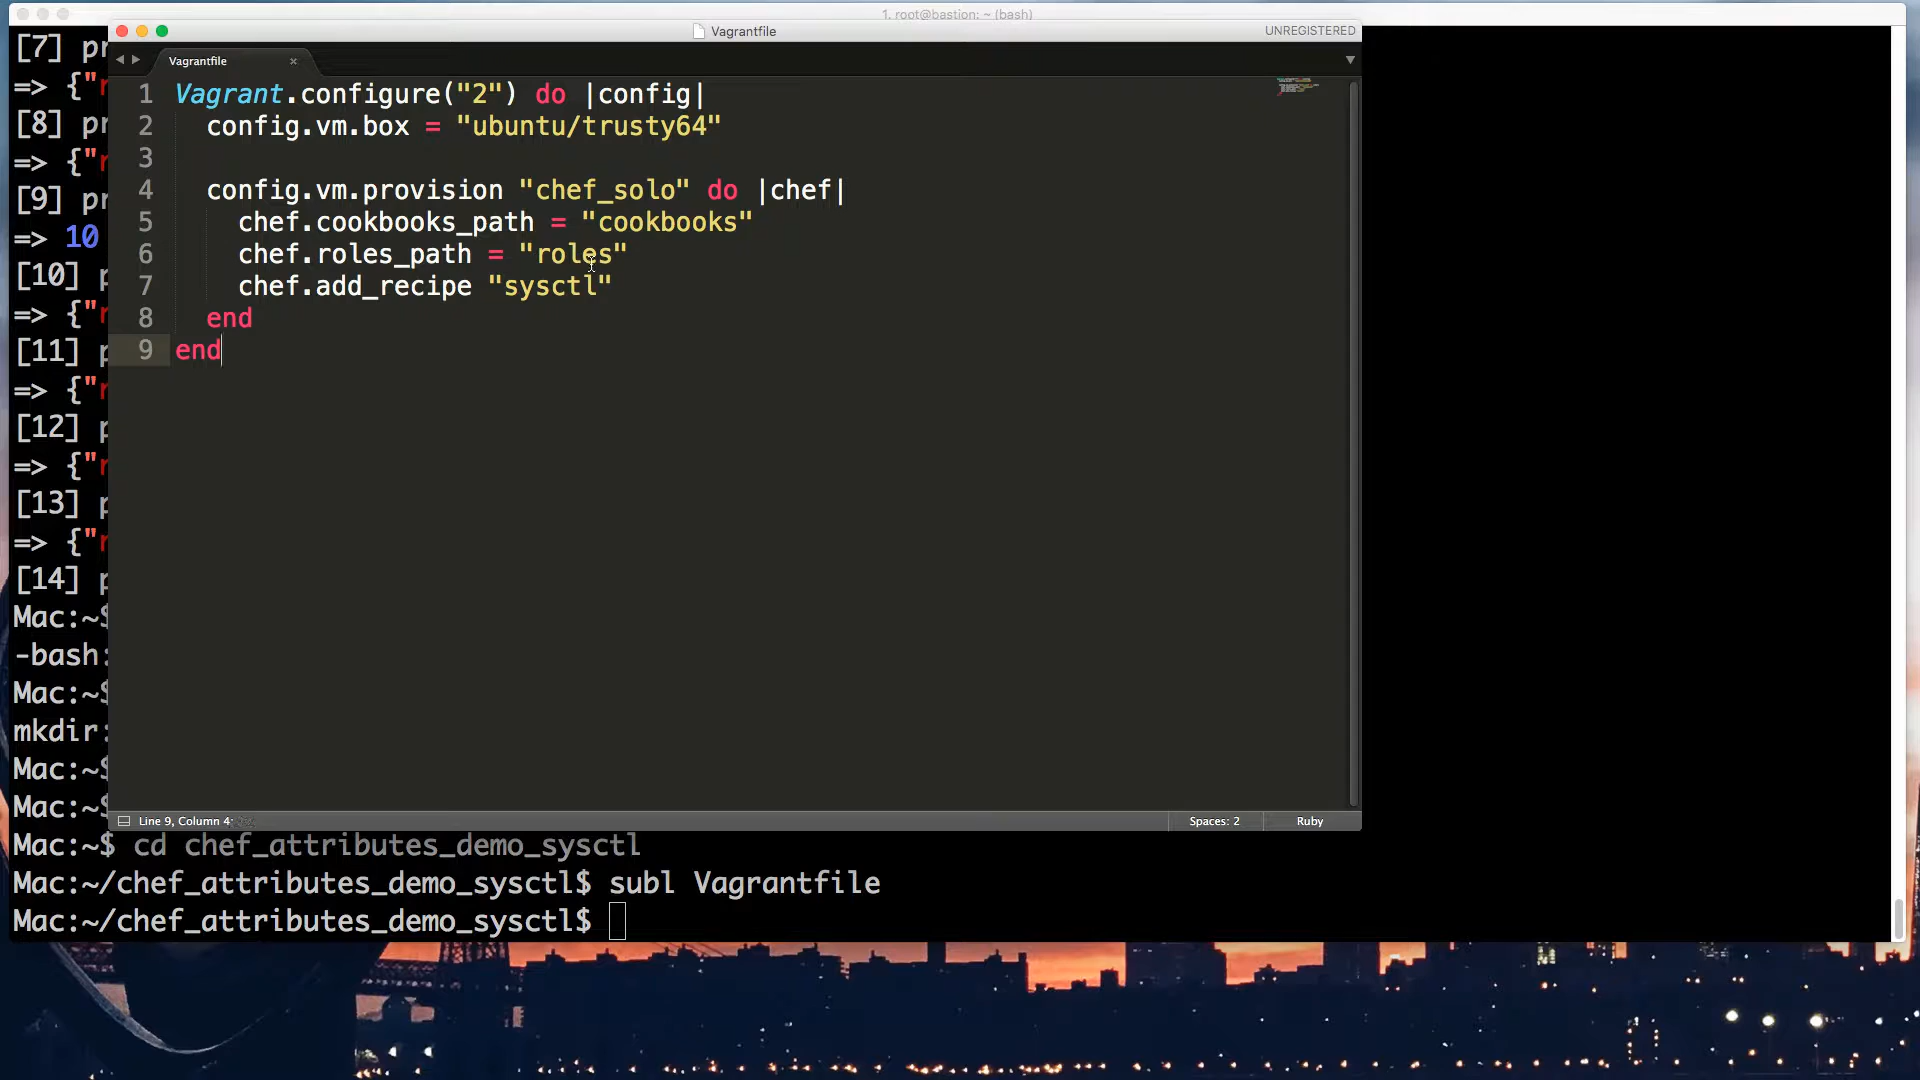 1. root@bastion: ~ (bash)
Vagrantfile
UNREGISTERED
Vagrantfile
1 Vagrant.configure("2") do |config|
2 config.vm.box = "ubuntu/trusty64"
3
4 config.vm.provision "chef_solo" do |chef|
5 chef.cookbooks_path = "cookbooks"
6 chef.roles_path = "roles"
7 chef.add_recipe "sysctl"
8 end
9 end
Line 9, Column 4
Spaces: 2
Ruby
[7] pr
=> {"r
[8] pr
=> {"r
[9] pr
=> 10
[10] p
=> {"r
[11] p
=> {"r
[12] p
=> {"r
[13] p
=> {"r
[14] p
Mac:~$
-bash:
Mac:~$
mkdir:
Mac:~$
Mac:~$
Mac:~$ cd chef_attributes_demo_sysctl
Mac:~/chef_attributes_demo_sysctl$ subl Vagrantfile
Mac:~/chef_attributes_demo_sysctl$